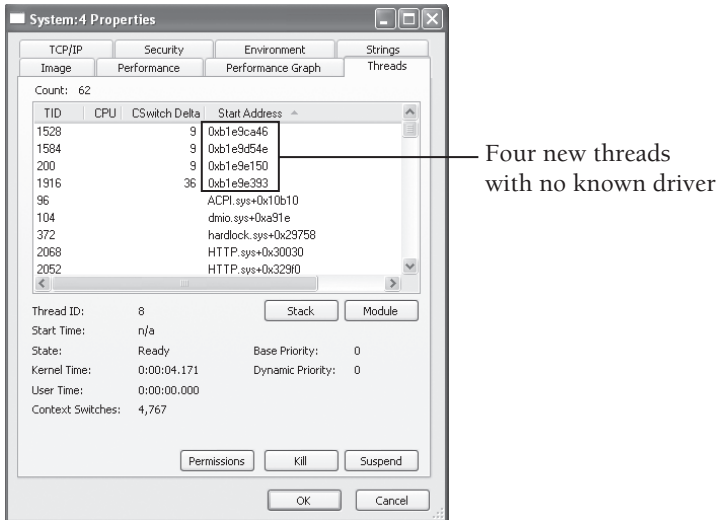 System:4 Properties
TCP/IP Security Environment Strings
Image Performance Performance Graph Threads
Count: 62
TID CPU CSwitch Delta Start Address
1528 9 0xb1e9ca46
1584 9 0xb1e9d54e
200 9 0xb1e9e150
1916 36 0xb1e9e393
96 ACPI.sys+0x10b10
104 dmio.sys+0xa91e
372 hardlock.sys+0x29758
2068 HTTP.sys+0x30030
2052 HTTP.sys+0x329f0
Four new threads
with no known driver
Thread ID: 8 Stack Module
Start Time: n/a
State: Ready Base Priority: 0
Kernel Time: 0:00:04.171 Dynamic Priority: 0
User Time: 0:00:00.000
Context Switches: 4,767
Permissions Kill Suspend
OK Cancel